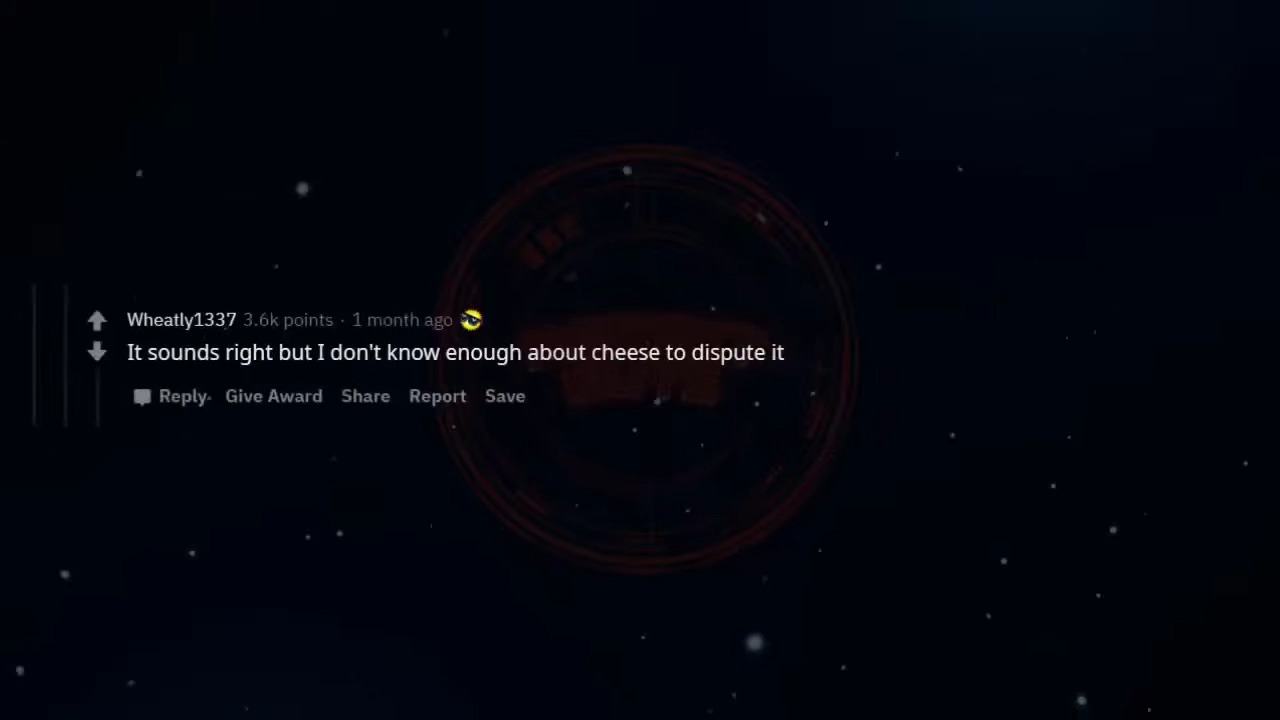 Wheatly1337 3.6k points · 1 month ago
It sounds right but I don't know enough about cheese to dispute it
Reply Give Award Share Report Save